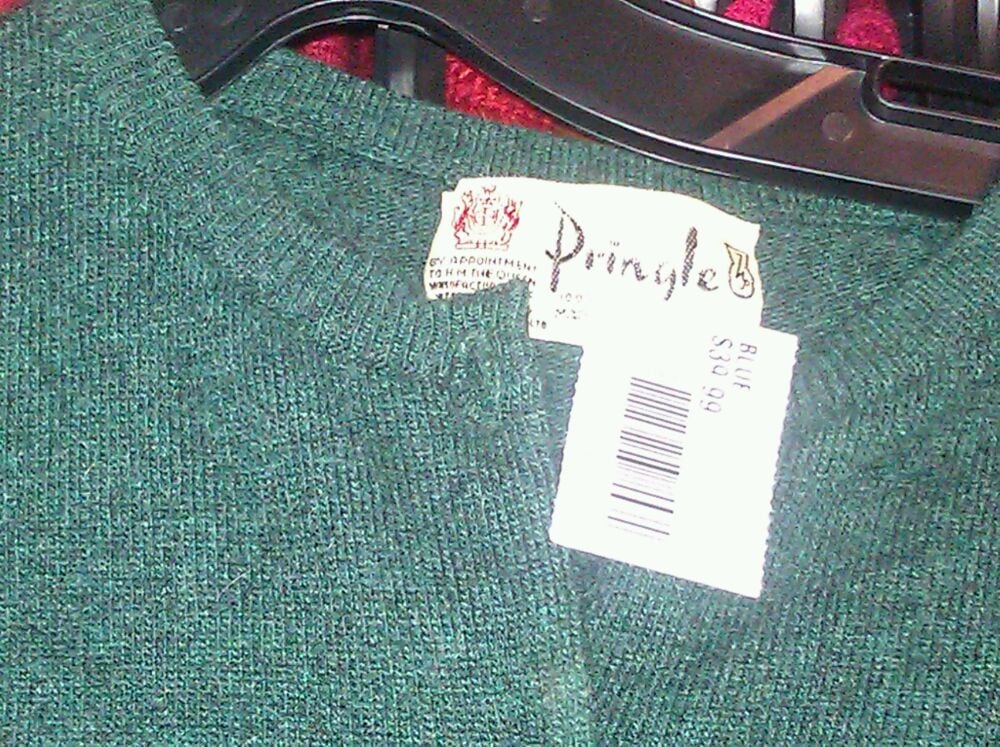 Pringle
BY APPOINTMENT
TO H.M. THE QUEEN
BLUE
$39.99